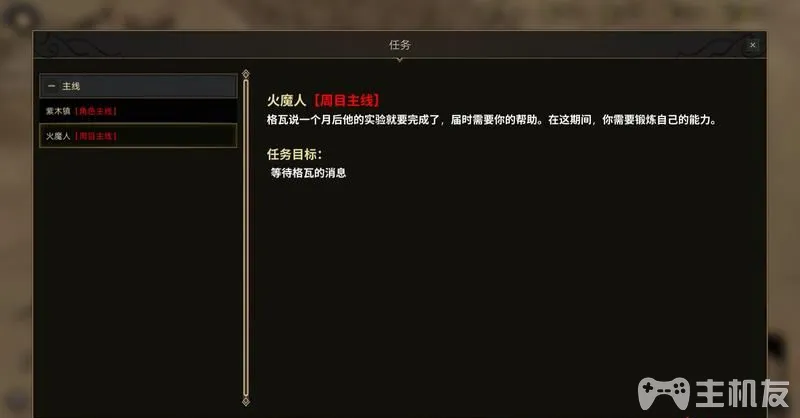 任务
一 主线
紫木镇【角色主线】
火魔人【周目主线】
火魔人【周目主线】
格瓦说一个月后他的实验就要完成了，届时需要你的帮助。在这期间，你需要锻炼自己的能力。
任务目标：
等待格瓦的消息
主机友